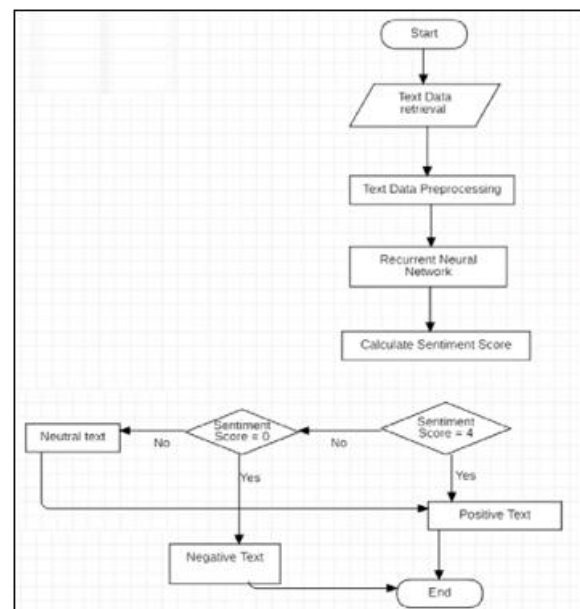 Start
Text Data
retrieval
Text Data Preprocessing
Recurrent Neural
Network
Calculate Sentiment Score
Sentiment
Score = 4
No
Yes
Sentiment
Score = 0
No
Yes
Neutral text
Positive Text
Negative Text
End